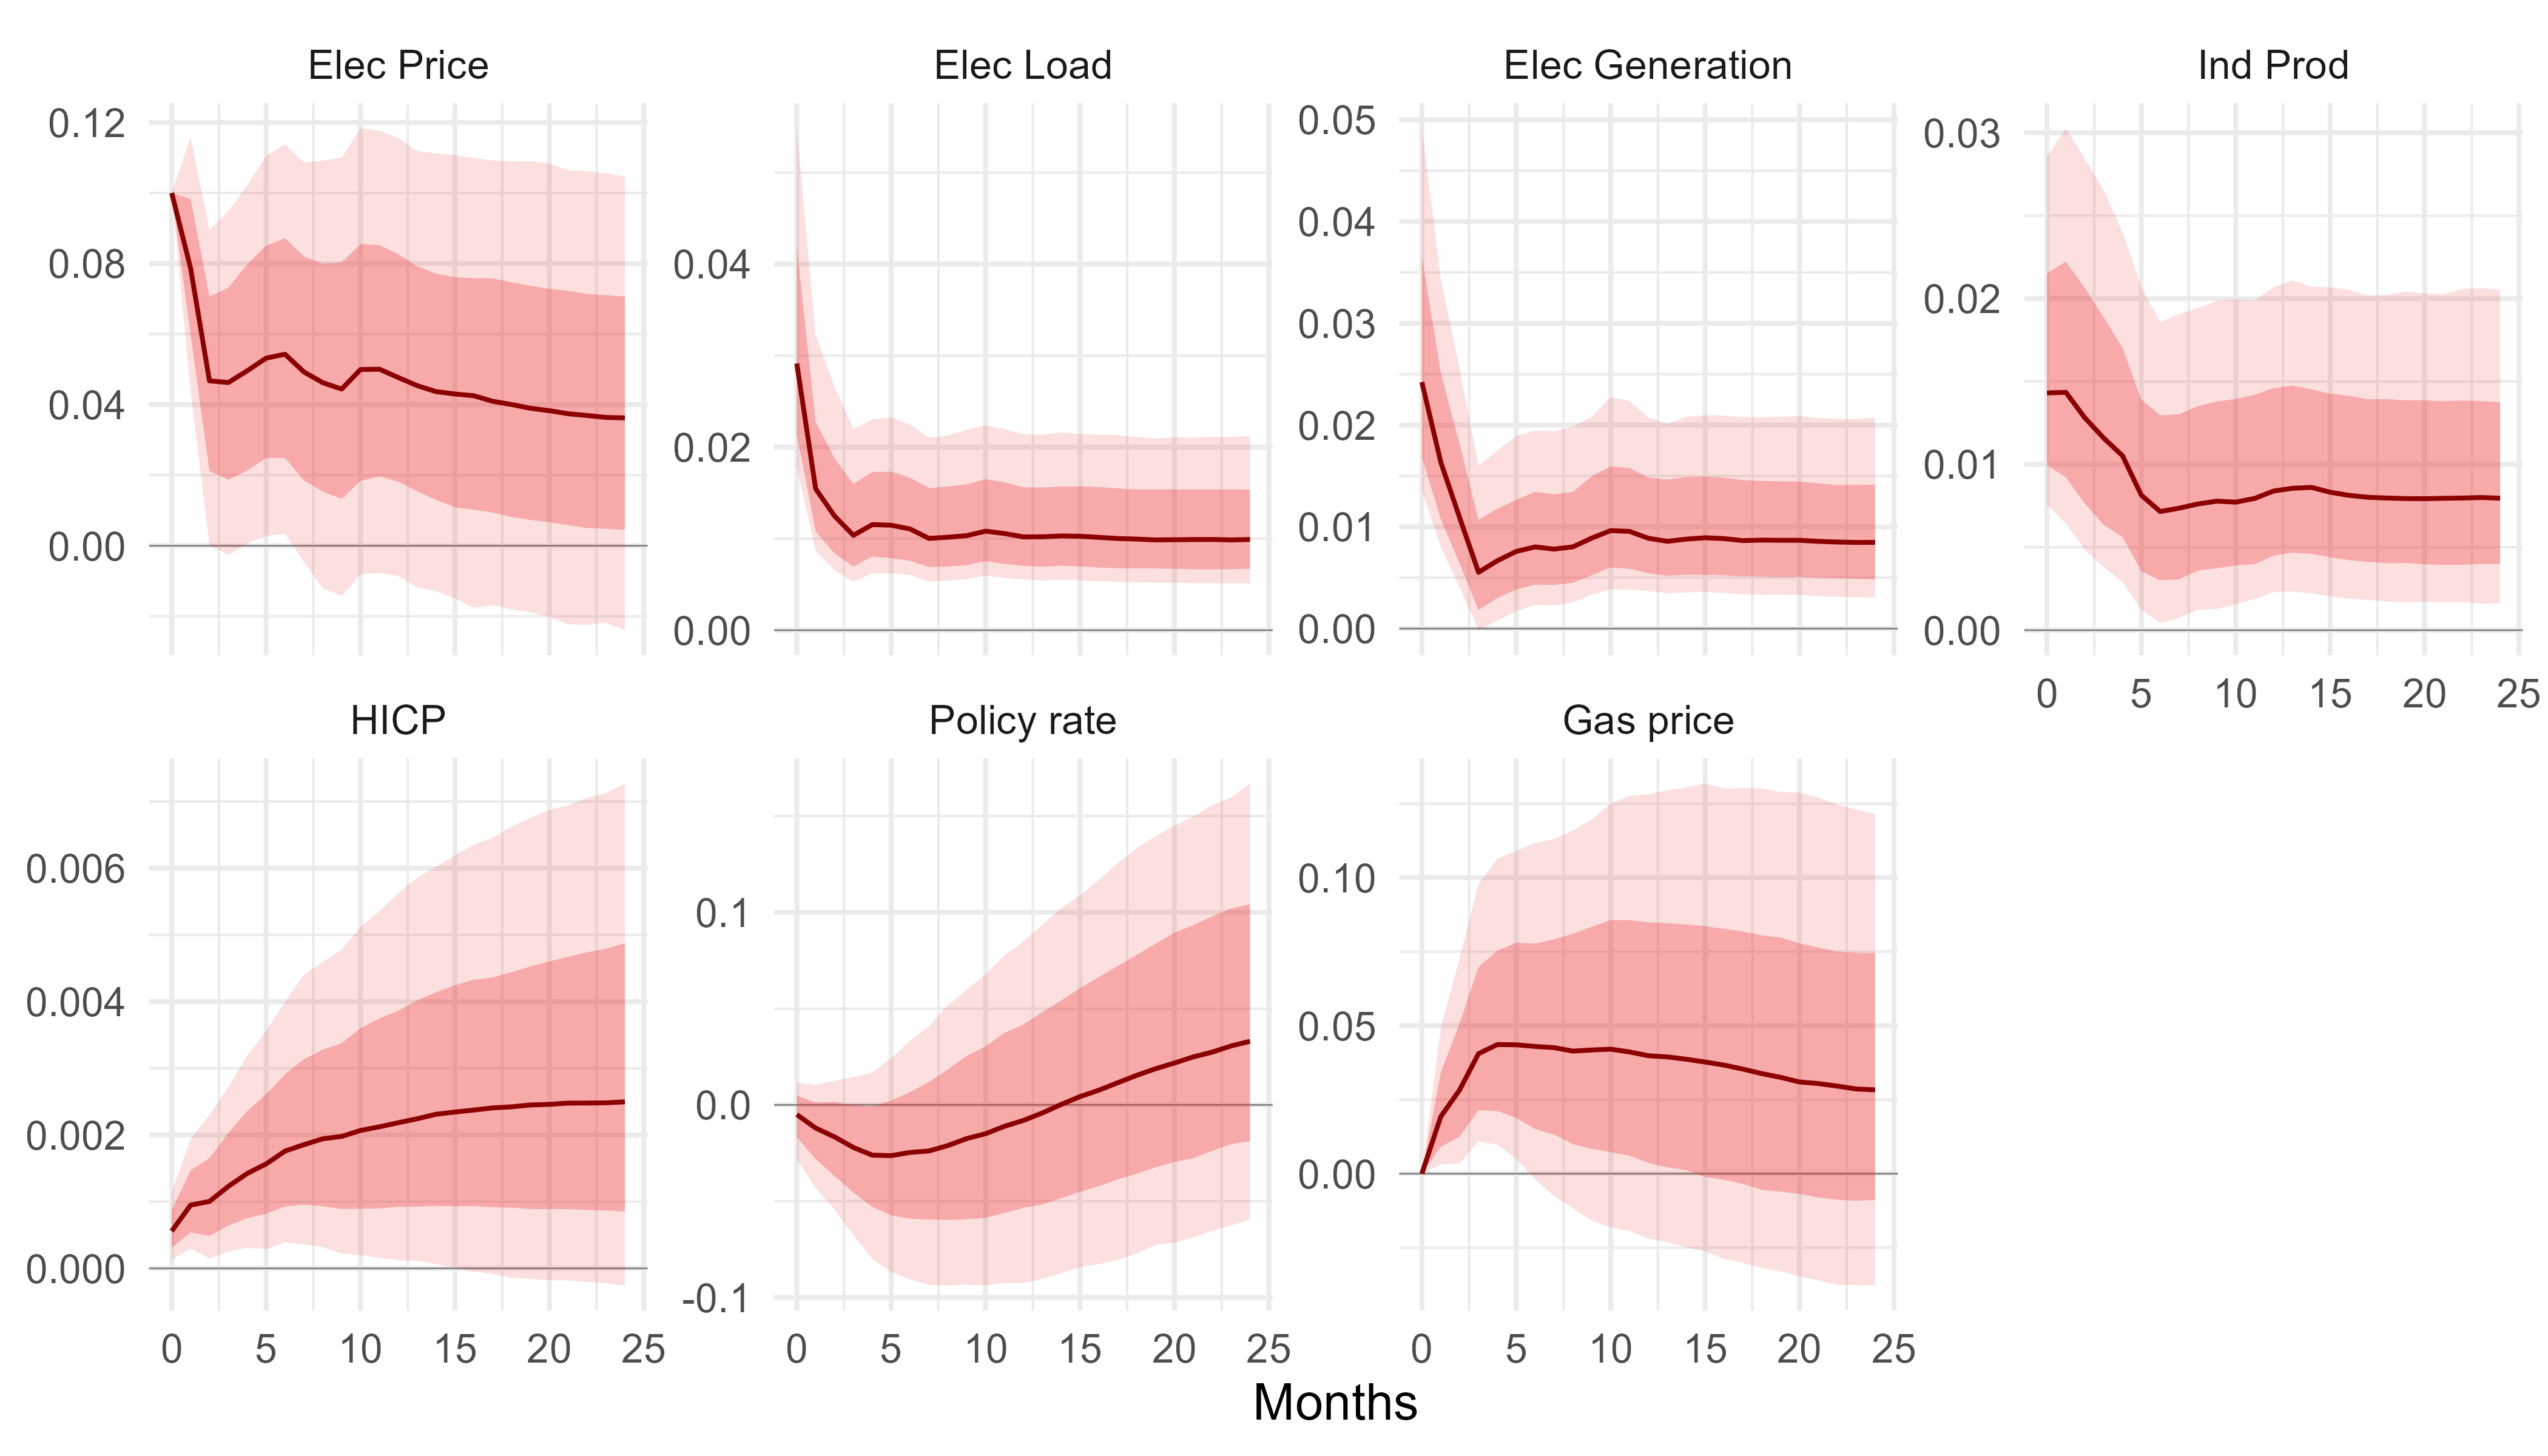 Elec Price
Elec Load
Elec Generation
Ind Prod
0.12
0.08
0.04
0.00
0.04
0.02
0.00
0.05
0.04
0.03
0.02
0.01
0.00
0.03
0.02
0.01
0.00
0 5 10 15 20 25
HICP
Policy rate
Gas price
0.006
0.004
0.002
0.000
0.1
0.0
-0.1
0.10
0.05
0.00
0 5 10 15 20 25
0 5 10 15 20 25
0 5 10 15 20 25
Months